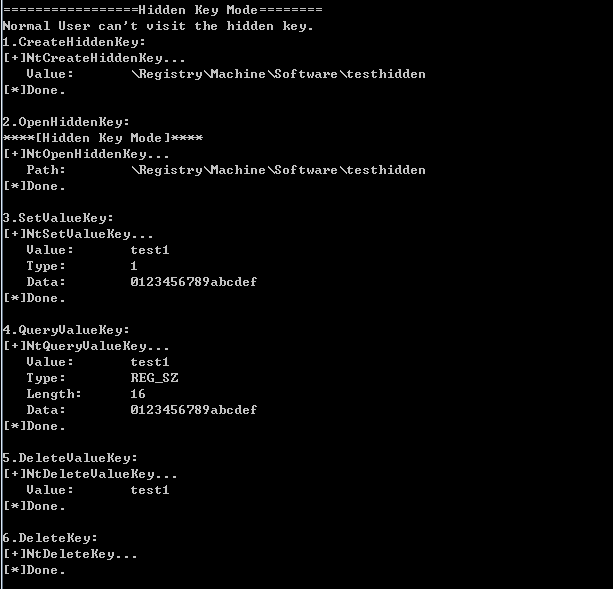 =================Hidden Key Mode========
Normal User can't visit the hidden key.
1.CreateHiddenKey:
[+]NtCreateHiddenKey...
   Value:       \Registry\Machine\Software\testhidden
[*]Done.

2.OpenHiddenKey:
****[Hidden Key Mode]****
[+]NtOpenHiddenKey...
   Path:        \Registry\Machine\Software\testhidden
[*]Done.

3.SetValueKey:
[+]NtSetValueKey...
   Value:       test1
   Type:        1
   Data:        0123456789abcdef
[*]Done.

4.QueryValueKey:
[+]NtQueryValueKey...
   Value:       test1
   Type:        REG_SZ
   Length:      16
   Data:        0123456789abcdef
[*]Done.

5.DeleteValueKey:
[+]NtDeleteValueKey...
   Value:       test1
[*]Done.

6.DeleteKey:
[+]NtDeleteKey...
[*]Done.